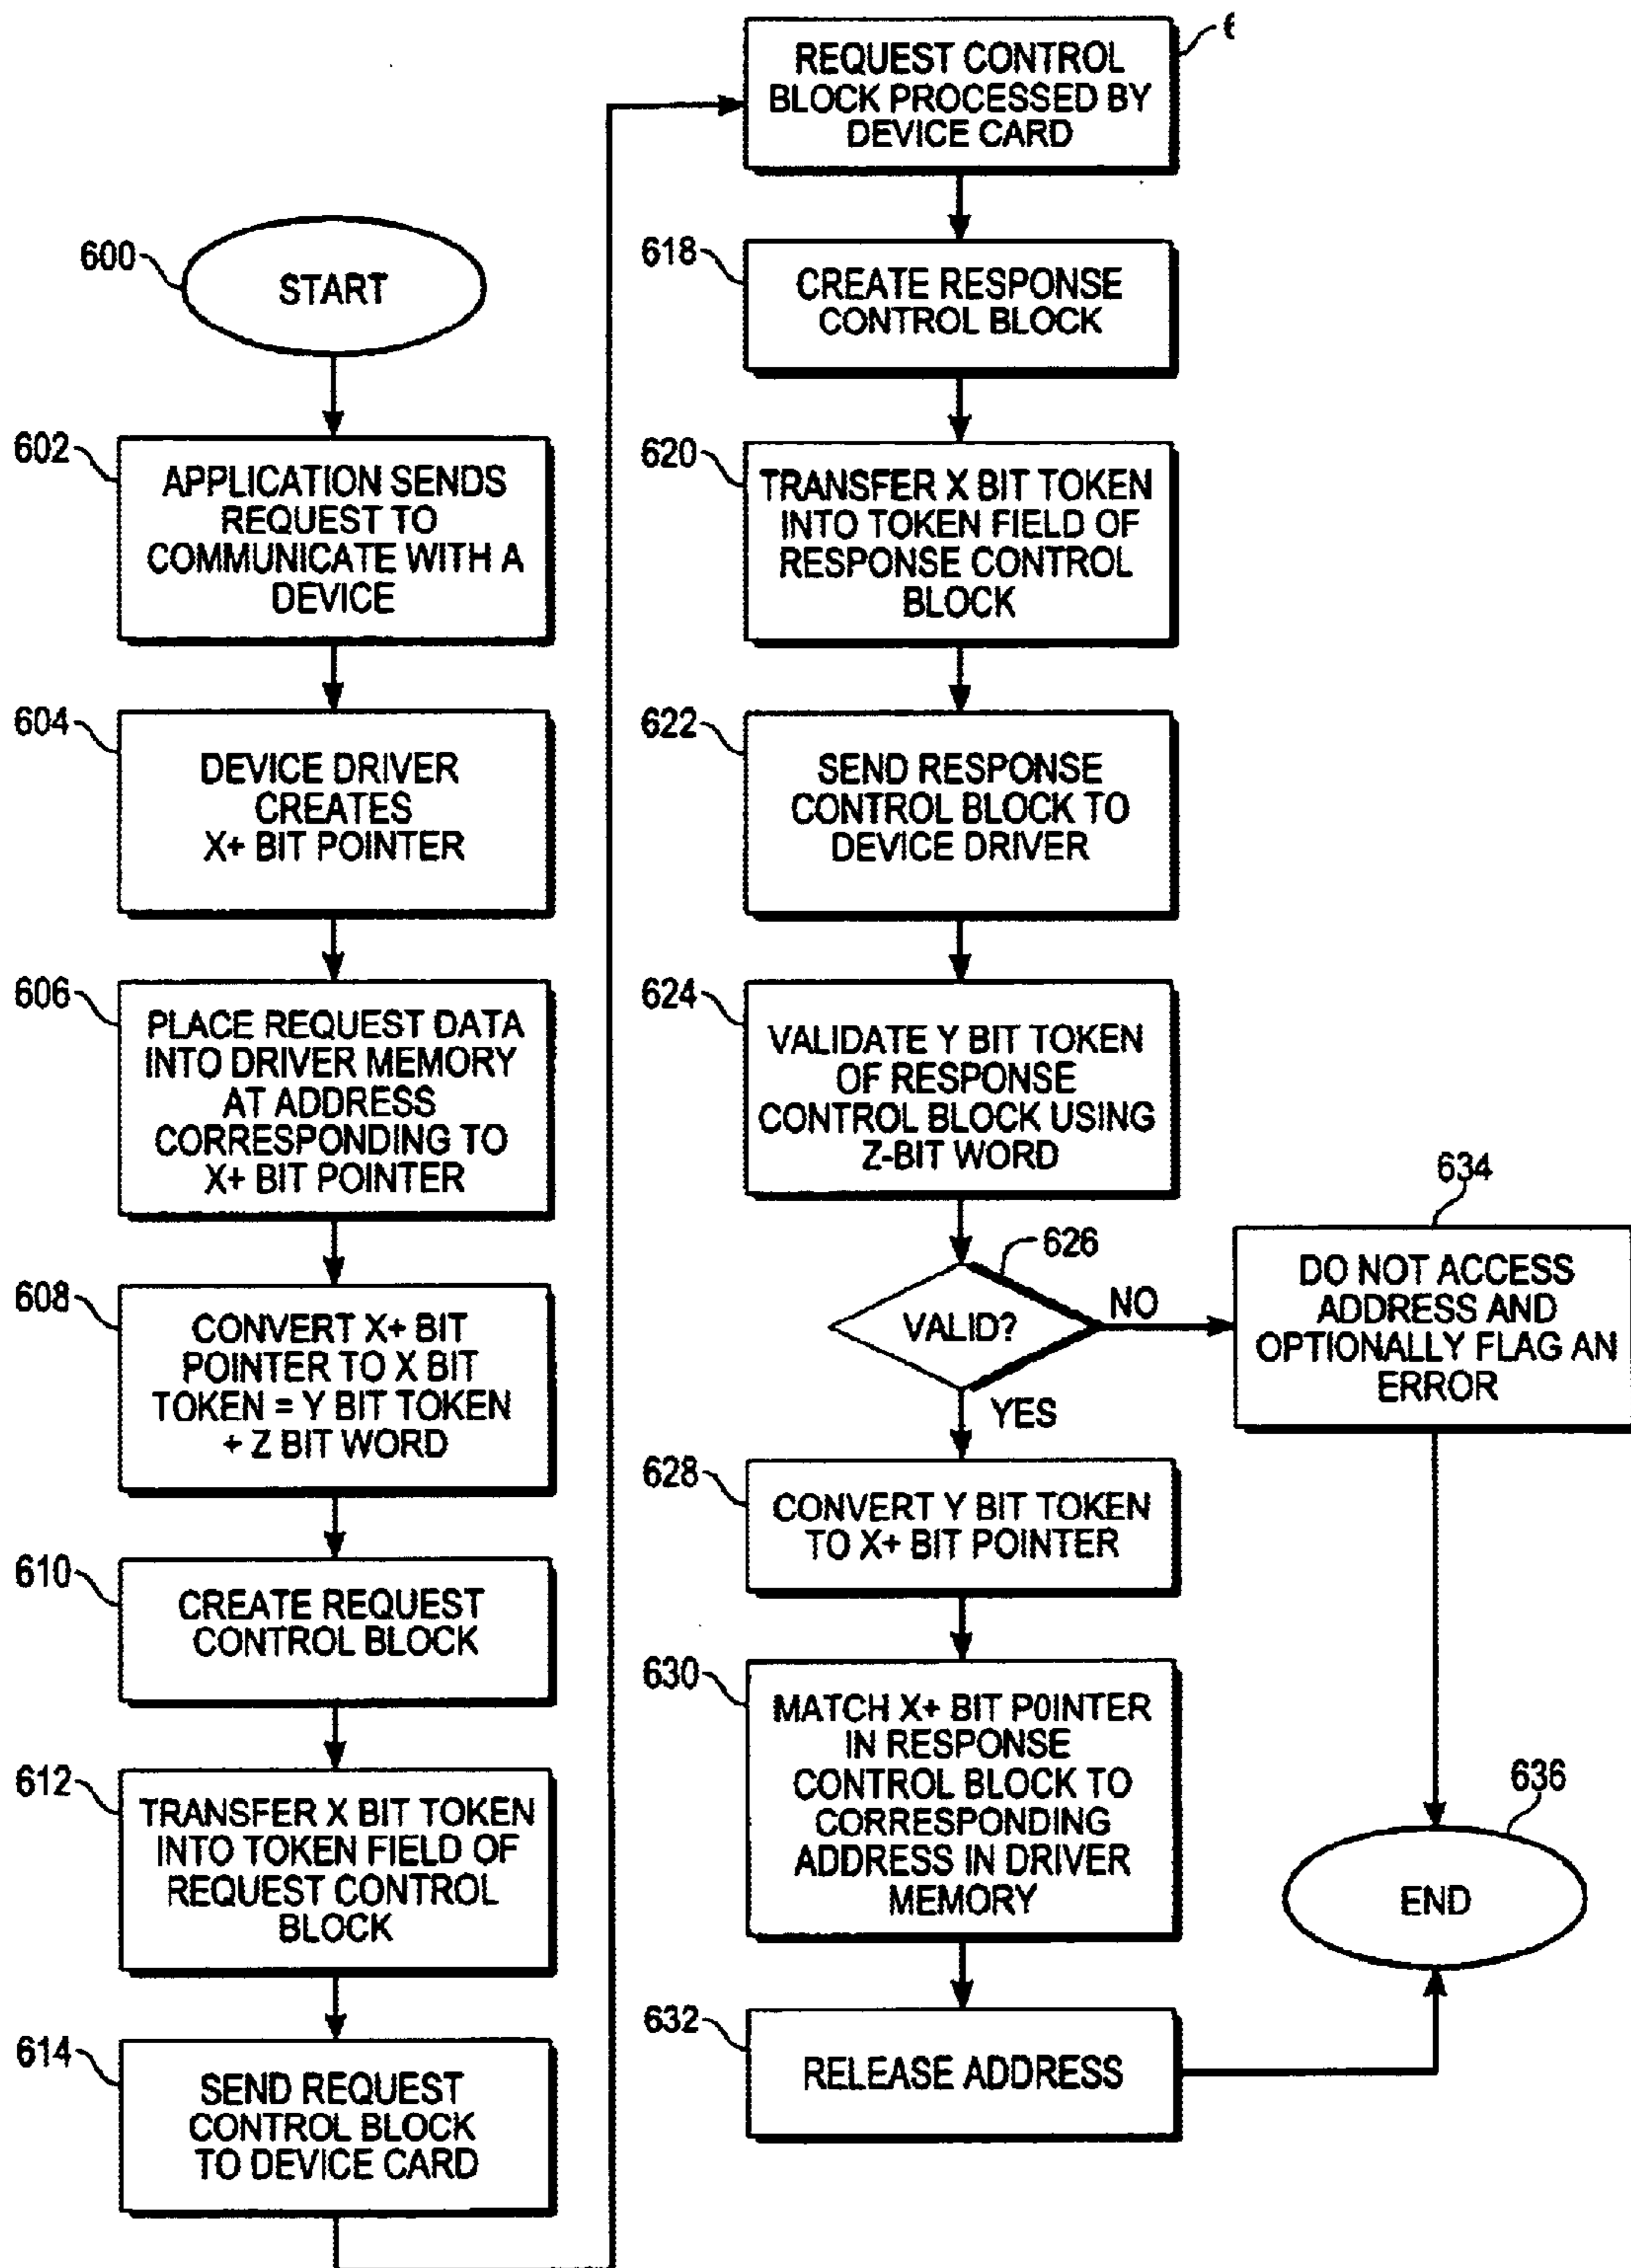 600
START
602
APPLICATION SENDS
REQUEST TO
COMMUNICATE WITH A
DEVICE
604
DEVICE DRIVER
CREATES
X+ BIT POINTER
606
PLACE REQUEST DATA
INTO DRIVER MEMORY
AT ADDRESS
CORRESPONDING TO
X+ BIT POINTER
608
CONVERT X+ BIT
POINTER TO X BIT
TOKEN = Y BIT TOKEN
+ Z BIT WORD
610
CREATE REQUEST
CONTROL BLOCK
612
TRANSFER X BIT TOKEN
INTO TOKEN FIELD OF
REQUEST CONTROL
BLOCK
614
SEND REQUEST
CONTROL BLOCK
TO DEVICE CARD
REQUEST CONTROL
BLOCK PROCESSED BY
DEVICE CARD
618
CREATE RESPONSE
CONTROL BLOCK
620
TRANSFER X BIT TOKEN
INTO TOKEN FIELD OF
RESPONSE CONTROL
BLOCK
622
SEND RESPONSE
CONTROL BLOCK TO
DEVICE DRIVER
624
VALIDATE Y BIT TOKEN
OF RESPONSE
CONTROL BLOCK USING
Z-BIT WORD
626
VALID?
NO
YES
634
DO NOT ACCESS
ADDRESS AND
OPTIONALLY FLAG AN
ERROR
628
CONVERT Y BIT TOKEN
TO X+ BIT POINTER
630
MATCH X+ BIT POINTER
IN RESPONSE
CONTROL BLOCK TO
CORRESPONDING
ADDRESS IN DRIVER
MEMORY
632
RELEASE ADDRESS
636
END